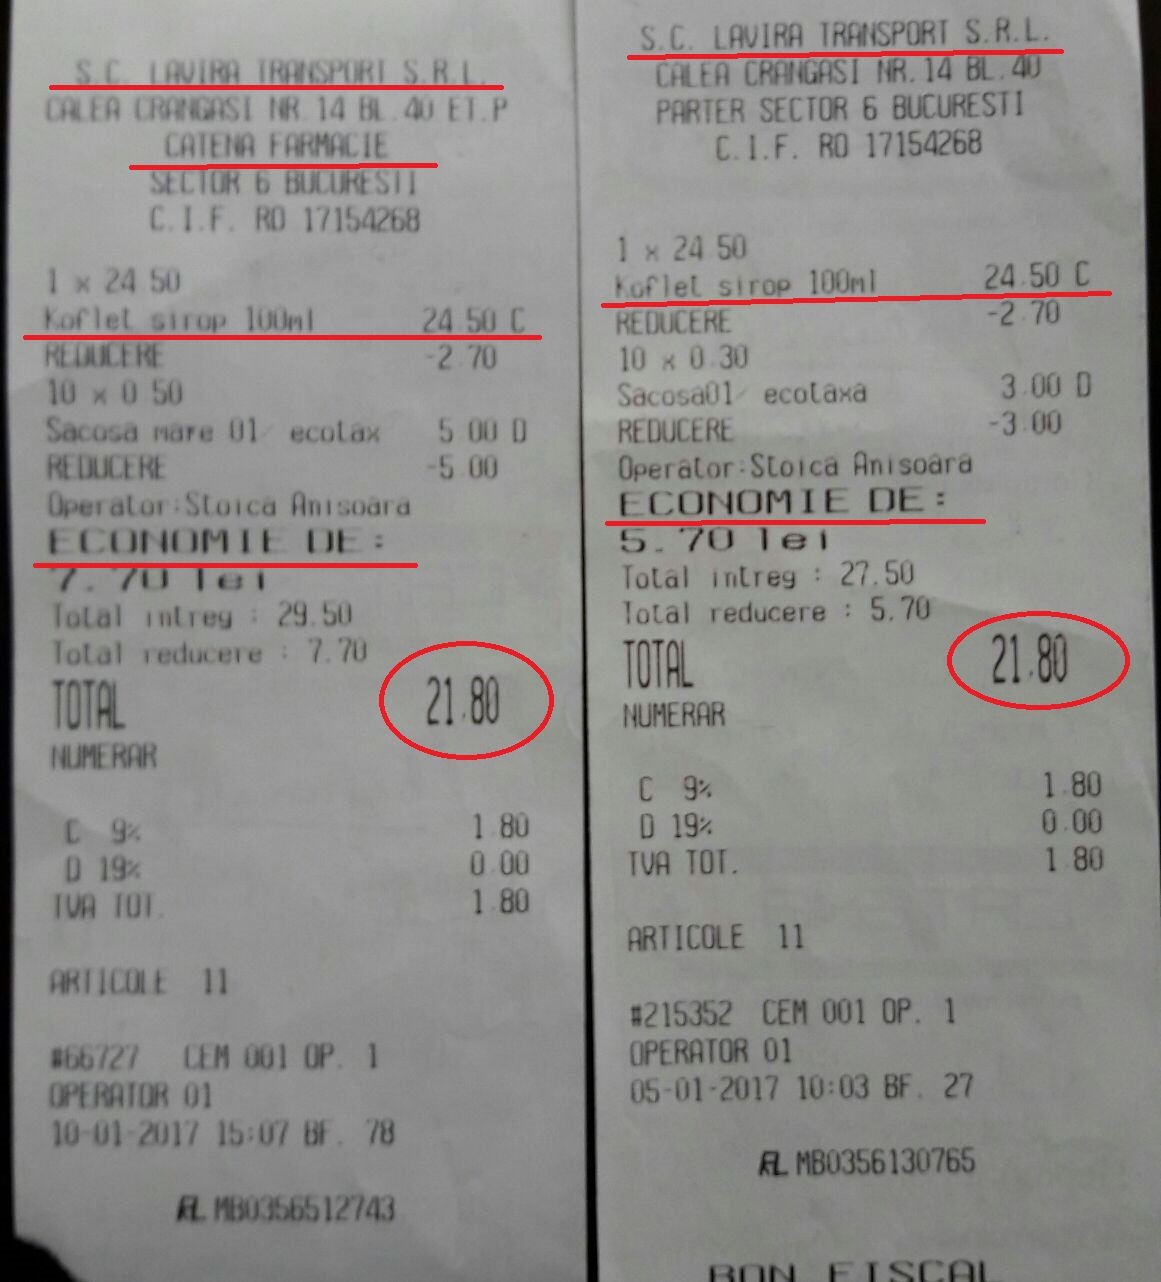 S.C. LAVIRA TRANSPORT S.R.L.
CALEA CRANGASI NR.14 BL.40 ET.P
CATENA FARMACIE
SECTOR 6 BUCURESTI
C.I.F. RO 17154268
1 x 24.50
Koflet sirop 100ml 24.50 C
REDUCERE -2.70
10 x 0.50
Sacosa mare 01/ ecotax 5.00 D
REDUCERE -5.00
Operator:Stoica Anisoara
ECONOMIE DE:
7.70 lei
Total intreg : 29.50
Total reducere : 7.70
TOTAL 21.80
NUMERAR
C 9% 1.80
D 19% 0.00
TVA TOT. 1.80
ARTICOLE 11
#66727 CEM 001 OP. 1
OPERATOR 01
10-01-2017 15:07 BF. 78
FL MB0356512743
S.C. LAVIRA TRANSPORT S.R.L.
CALEA CRANGASI NR.14 BL.40
PARTER SECTOR 6 BUCURESTI
C.I.F. RO 17154268
1 x 24.50
Koflet sirop 100ml 24.50 C
REDUCERE -2.70
10 x 0.30
Sacosa01/ ecotaxa 3.00 D
REDUCERE -3.00
Operator:Stoica Anisoara
ECONOMIE DE:
5.70 lei
Total intreg : 27.50
Total reducere : 5.70
TOTAL 21.80
NUMERAR
C 9% 1.80
D 19% 0.00
TVA TOT. 1.80
ARTICOLE 11
#215352 CEM 001 OP. 1
OPERATOR 01
05-01-2017 10:03 BF. 27
FL MB0356130765
BON FISCAL